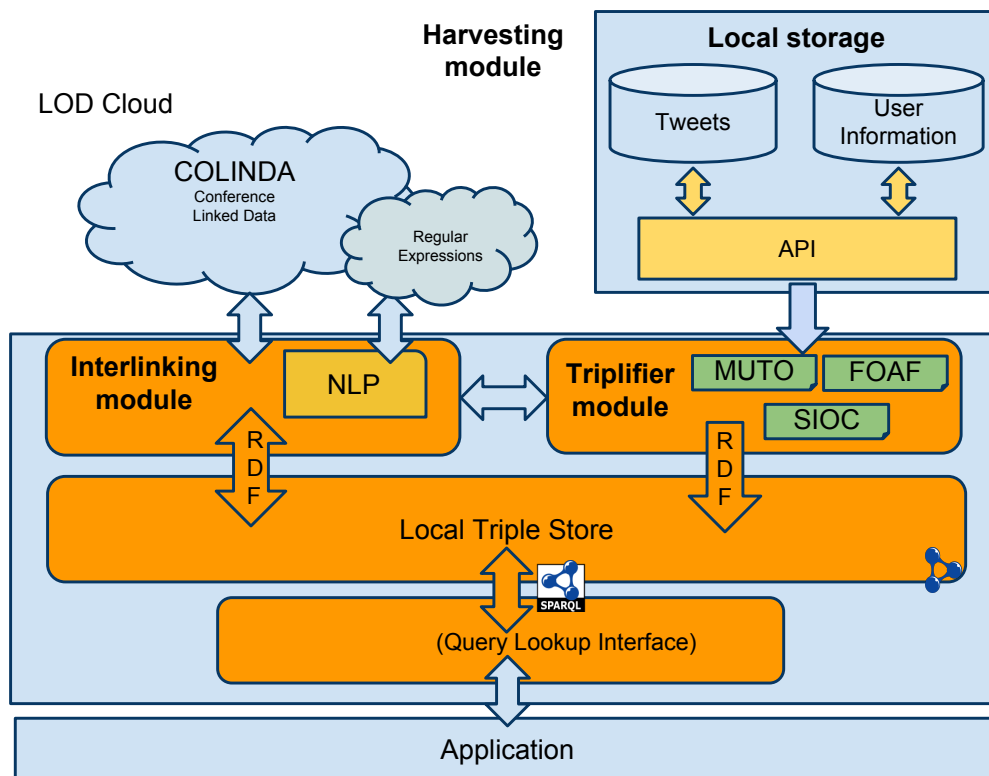 Harvesting
module
Local storage
Tweets
User
Information
API
LOD Cloud
COLINDA
Conference
Linked Data
Regular
Expressions
Interlinking
module
NLP
Triplifier
module
MUTO
FOAF
SIOC
R
D
F
R
D
F
Local Triple Store
SPARQL
(Query Lookup Interface)
Application